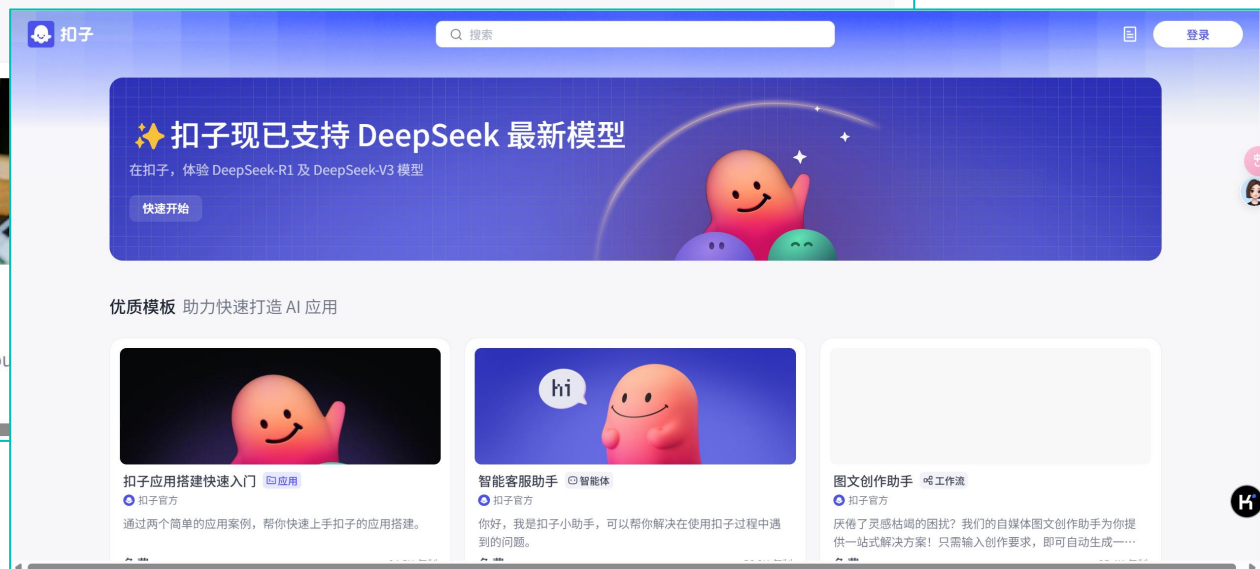 扣子
搜索
登录
扣子现已支持 DeepSeek 最新模型
在扣子，体验 DeepSeek-R1 及 DeepSeek-V3 模型
快速开始
优质模板 助力快速打造 AI 应用
hi
扣子应用搭建快速入门 应用
扣子官方
通过两个简单的应用案例，帮你快速上手扣子的应用搭建。
智能客服助手 智能体
扣子官方
你好，我是扣子小助手，可以帮你解决在使用扣子过程中遇
到的问题。
图文创作助手 工作流
扣子官方
厌倦了灵感枯竭的困扰？我们的自媒体图文创作助手为你提
供一站式解决方案！只需输入创作要求，即可自动生成一…